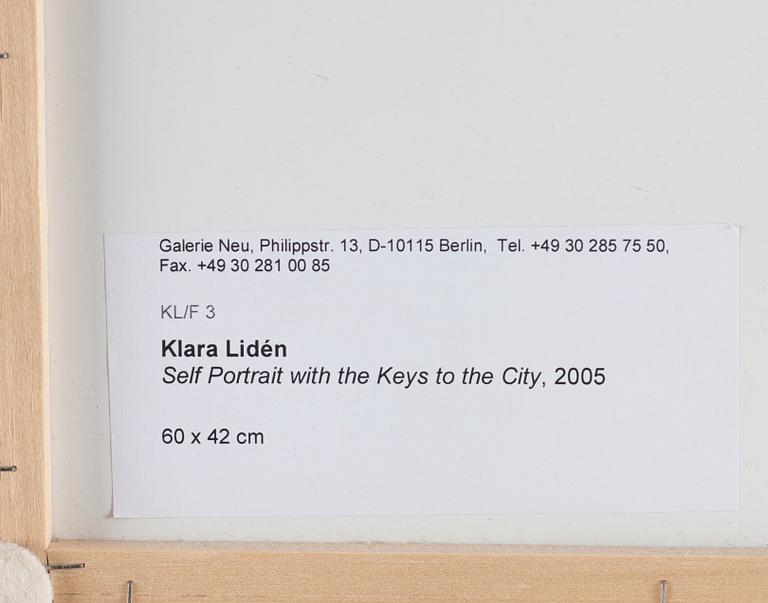 Galerie Neu, Philippstr. 13, D-10115 Berlin, Tel. +49 30 285 75 50,
Fax. +49 30 281 00 85
KL/F 3
Klara Lidén
Self Portrait with the Keys to the City, 2005
60 x 42 cm